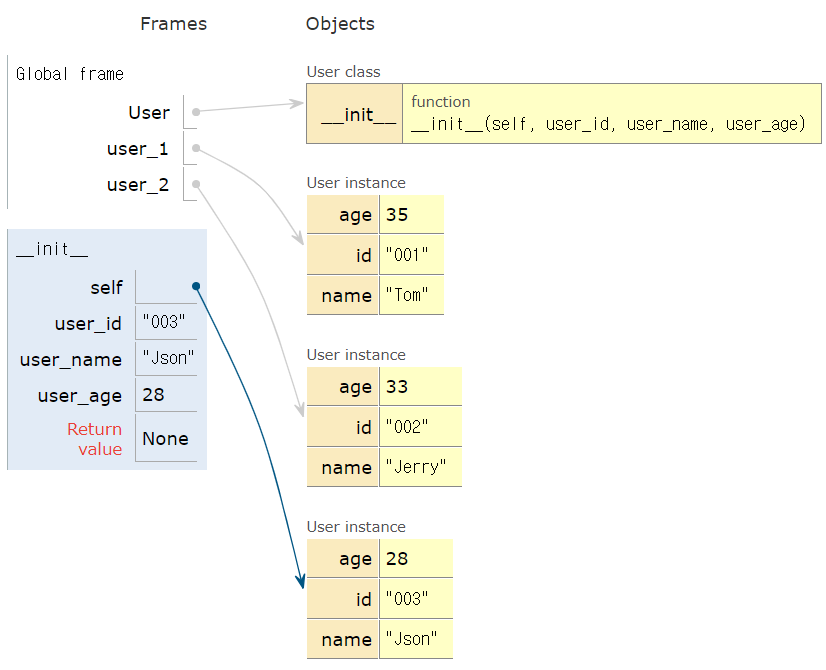 Frames Objects
Global frame
User
user_1
user_2
__init__
self
user_id "003"
user_name "Json"
user_age 28
Return
value None
User class
__init__ function
__init__(self, user_id, user_name, user_age)
User instance
age 35
id "001"
name "Tom"
User instance
age 33
id "002"
name "Jerry"
User instance
age 28
id "003"
name "Json"